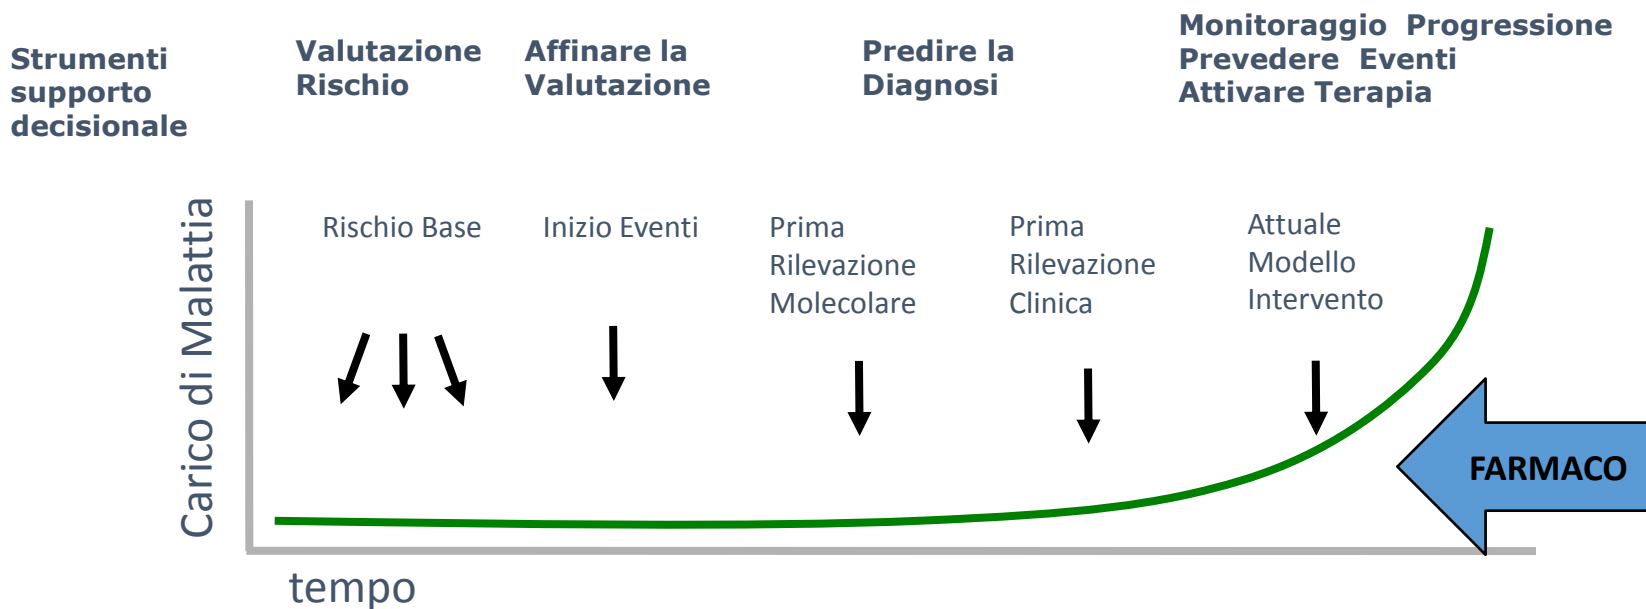 Strumenti
supporto
decisionale
Valutazione
Rischio
Affinare la
Valutazione
Predire la
Diagnosi
Monitoraggio Progressione
Prevedere Eventi
Attivare Terapia
Carico di Malattia
Rischio Base
Inizio Eventi
Prima
Rilevazione
Molecolare
Prima
Rilevazione
Clinica
Attuale
Modello
Intervento
FARMACO
tempo